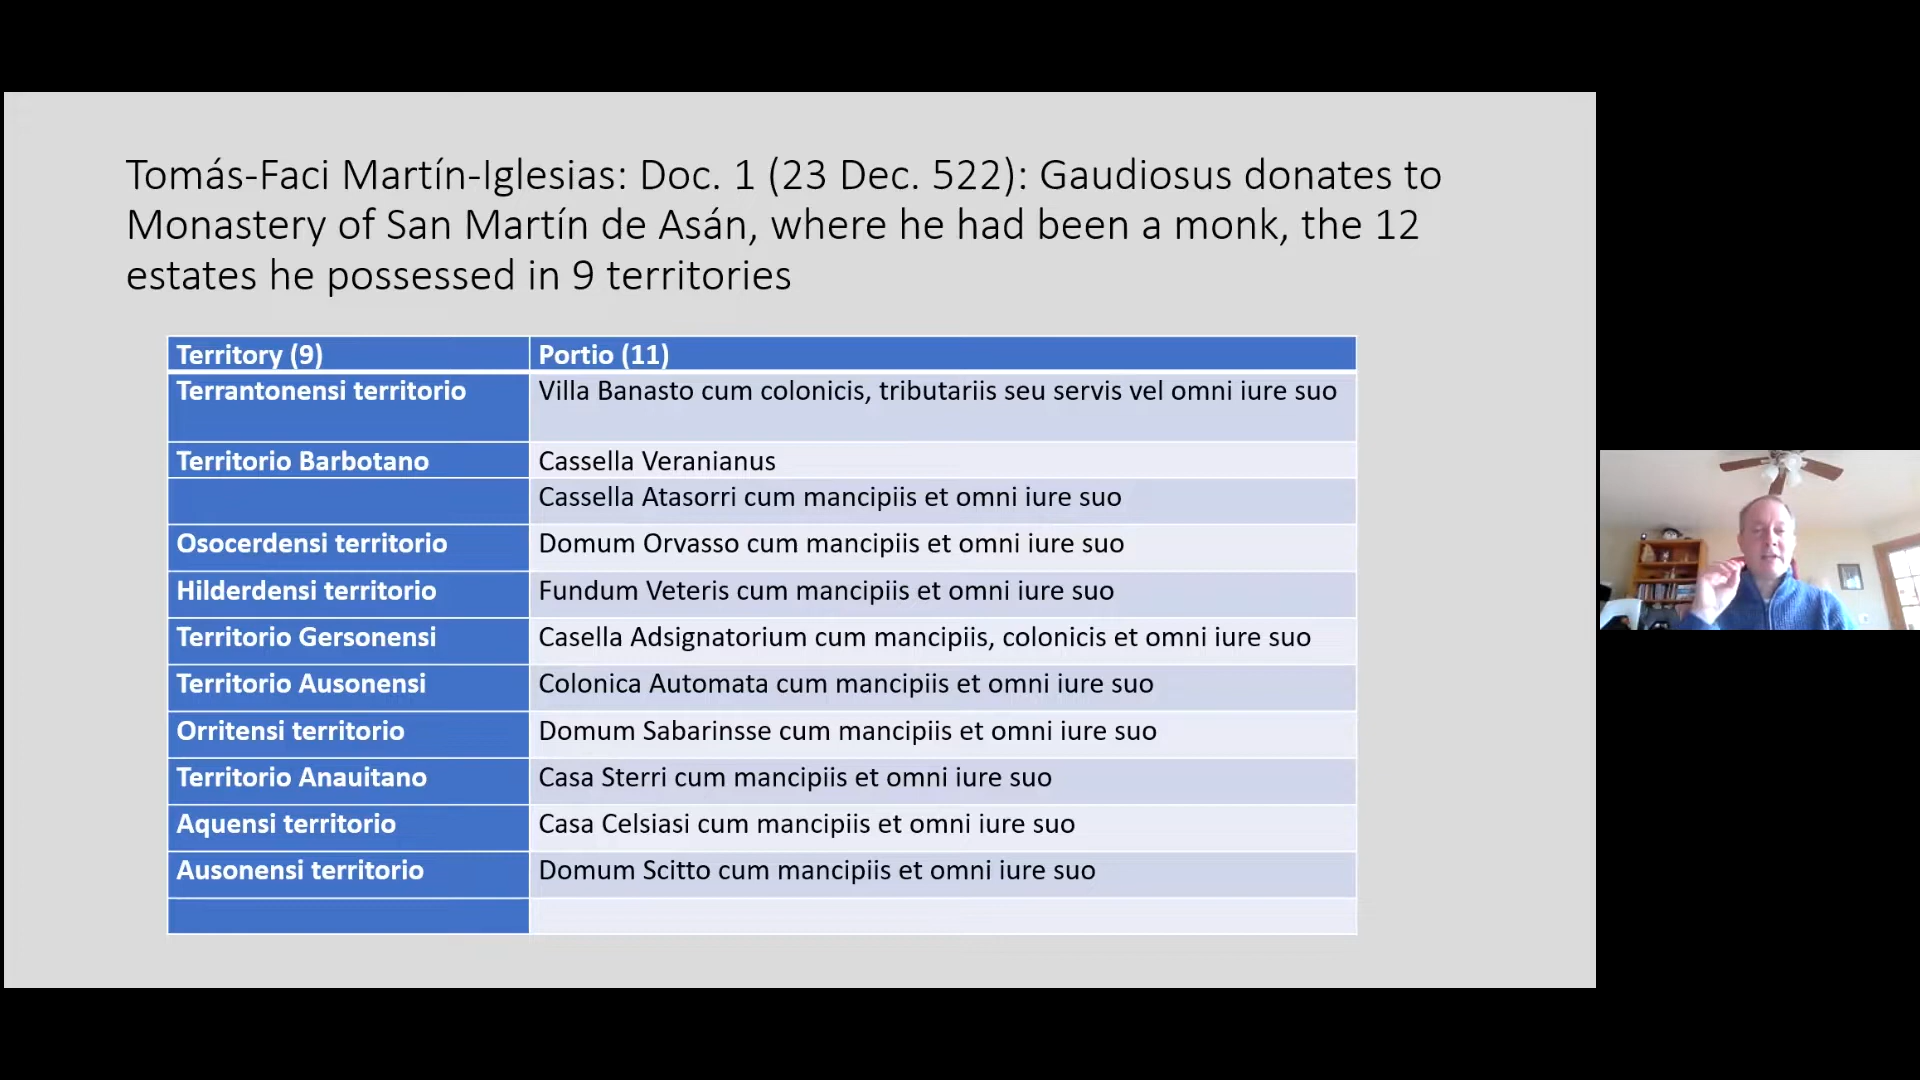 Tomás-Faci Martín-Iglesias: Doc. 1 (23 Dec. 522): Gaudiosus donates to
Monastery of San Martín de Asán, where he had been a monk, the 12
estates he possessed in 9 territories
Territory (9) Portio (11)
Terrantonensi territorio Villa Banasto cum colonicis, tributariis seu servis vel omni iure suo
Territorio Barbotano Cassella Veranianus
Cassella Atasorri cum mancipiis et omni iure suo
Osocerdensi territorio Domum Orvasso cum mancipiis et omni iure suo
Hilderdensi territorio Fundum Veteris cum mancipiis et omni iure suo
Territorio Gersonensi Casella Adsignatorium cum mancipiis, colonicis et omni iure suo
Territorio Ausonensi Colonica Automata cum mancipiis et omni iure suo
Orritensi territorio Domum Sabarinsse cum mancipiis et omni iure suo
Territorio Anauitano Casa Sterri cum mancipiis et omni iure suo
Aquensi territorio Casa Celsiasi cum mancipiis et omni iure suo
Ausonensi territorio Domum Scitto cum mancipiis et omni iure suo